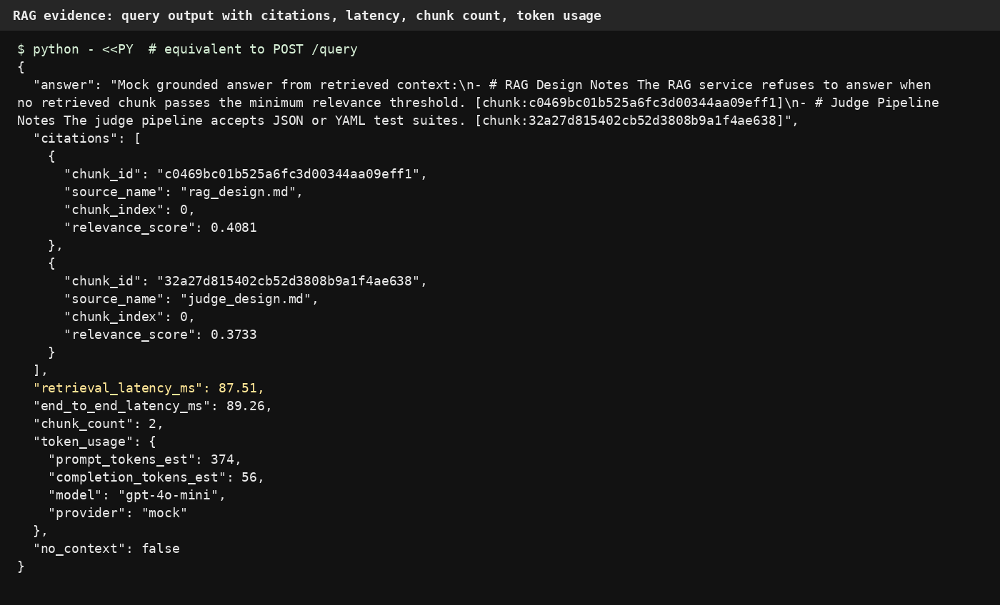 RAG evidence: query output with citations, latency, chunk count, token usage
$ python - <<PY  # equivalent to POST /query
{
  "answer": "Mock grounded answer from retrieved context:\n- # RAG Design Notes The RAG service refuses to answer when
no retrieved chunk passes the minimum relevance threshold. [chunk:c0469bc01b525a6fc3d00344aa09eff1]\n- # Judge Pipeline
Notes The judge pipeline accepts JSON or YAML test suites. [chunk:32a27d815402cb52d3808b9a1f4ae638]",
  "citations": [
    {
      "chunk_id": "c0469bc01b525a6fc3d00344aa09eff1",
      "source_name": "rag_design.md",
      "chunk_index": 0,
      "relevance_score": 0.4081
    },
    {
      "chunk_id": "32a27d815402cb52d3808b9a1f4ae638",
      "source_name": "judge_design.md",
      "chunk_index": 0,
      "relevance_score": 0.3733
    }
  ],
  "retrieval_latency_ms": 87.51,
  "end_to_end_latency_ms": 89.26,
  "chunk_count": 2,
  "token_usage": {
    "prompt_tokens_est": 374,
    "completion_tokens_est": 56,
    "model": "gpt-4o-mini",
    "provider": "mock"
  },
  "no_context": false
}